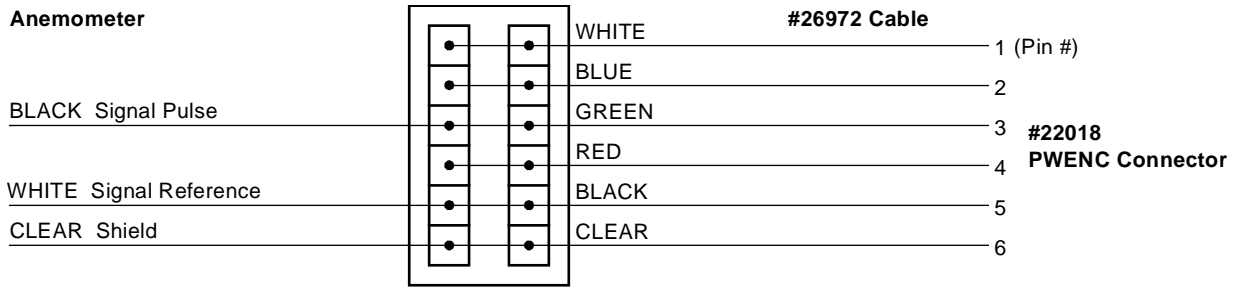 Anemometer
#26972 Cable
WHITE
1 (Pin #)
BLUE
2
BLACK Signal Pulse
GREEN
3
#22018
PWENC Connector
RED
4
WHITE Signal Reference
BLACK
5
CLEAR Shield
CLEAR
6